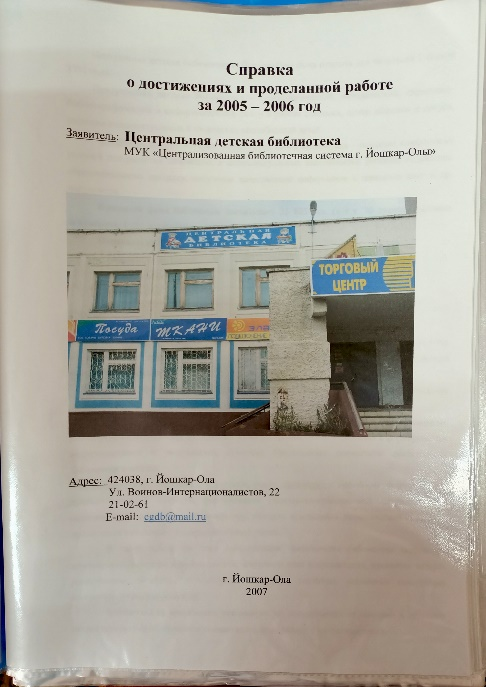 Справка
о достижениях и проделанной работе
за 2005 – 2006 год
Заявитель: Центральная детская библиотека
МУК «Централизованная библиотечная система г. Йошкар-Олы»
ЦЕНТРАЛЬНАЯ
ДЕТСКАЯ
БИБЛИОТЕКА
ТОРГОВЫЙ
ЦЕНТР
Посуда
ТКАНИ
Адрес: 424038, г. Йошкар-Ола
Ул. Воинов-Интернационалистов, 22
21-02-61
E-mail: cgdb@mail.ru
г. Йошкар-Ола
2007